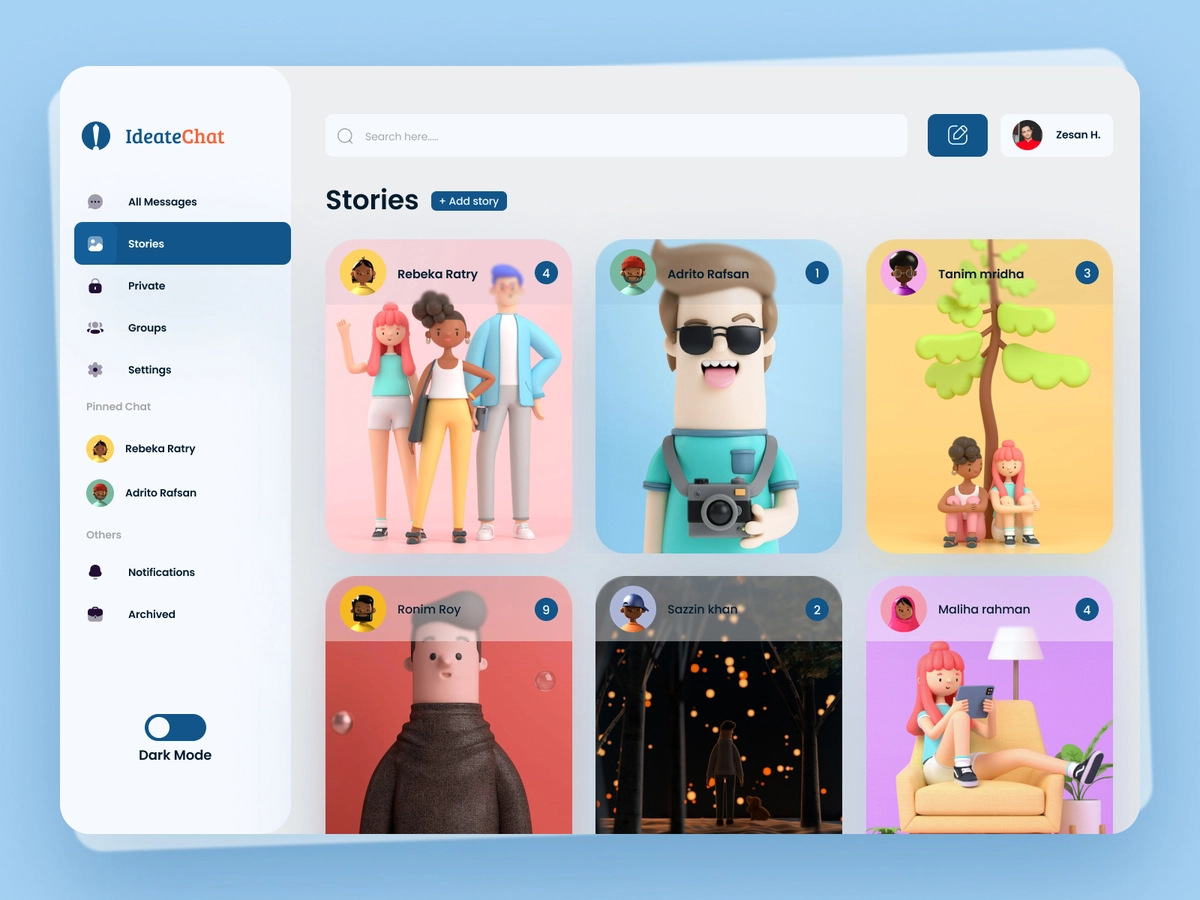 IdeateChat
Search here.....
Zesan H.
All Messages
Stories
Private
Groups
Settings
Pinned Chat
Rebeka Ratry
Adrito Rafsan
Others
Notifications
Archived
Dark Mode
Stories
+ Add story
Rebeka Ratry 4
Adrito Rafsan 1
Tanim mridha 3
Ronim Roy 9
Sazzin khan 2
Maliha rahman 4